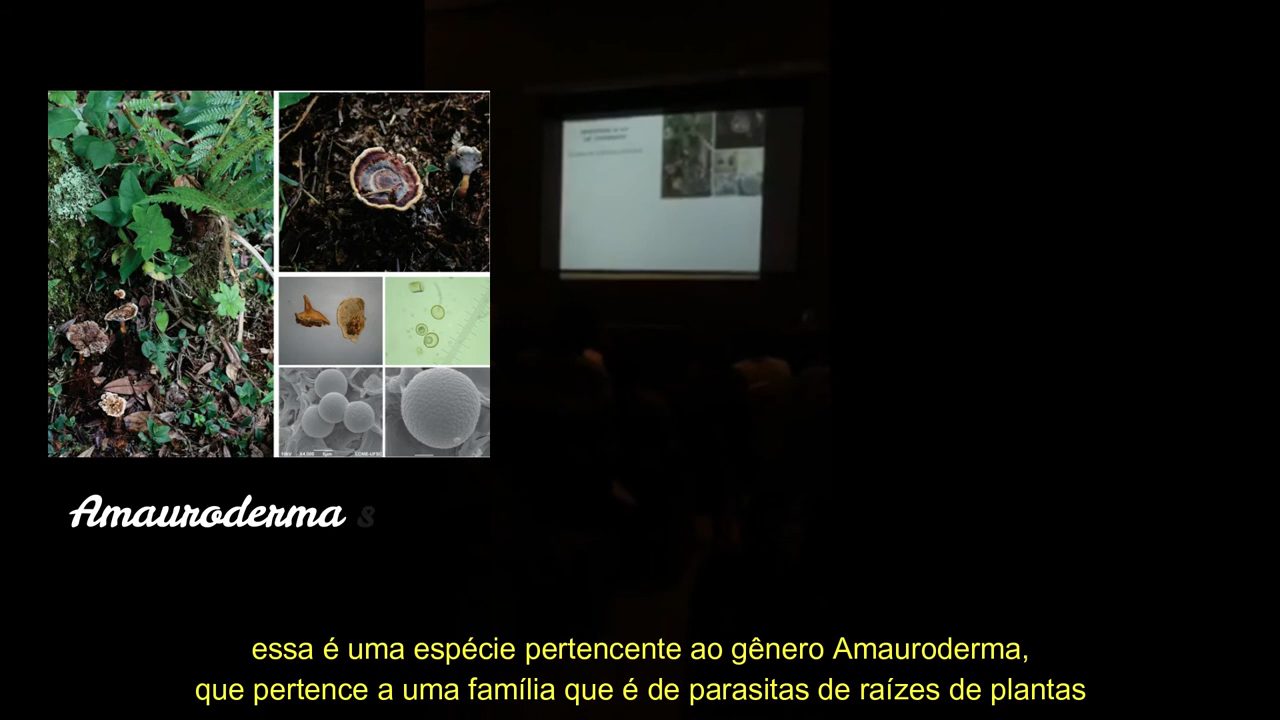 Amauroderma s
essa é uma espécie pertencente ao gênero Amauroderma,
que pertence a uma família que é de parasitas de raízes de plantas